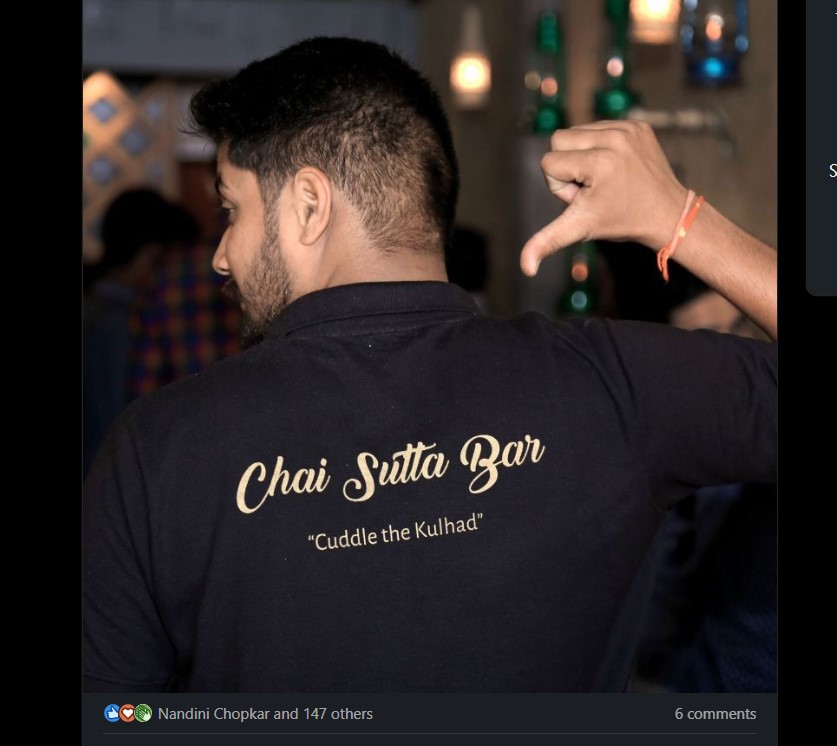 Chai Sutta Bar
“Cuddle the Kulhad”
Nandini Chopkar and 147 others
6 comments